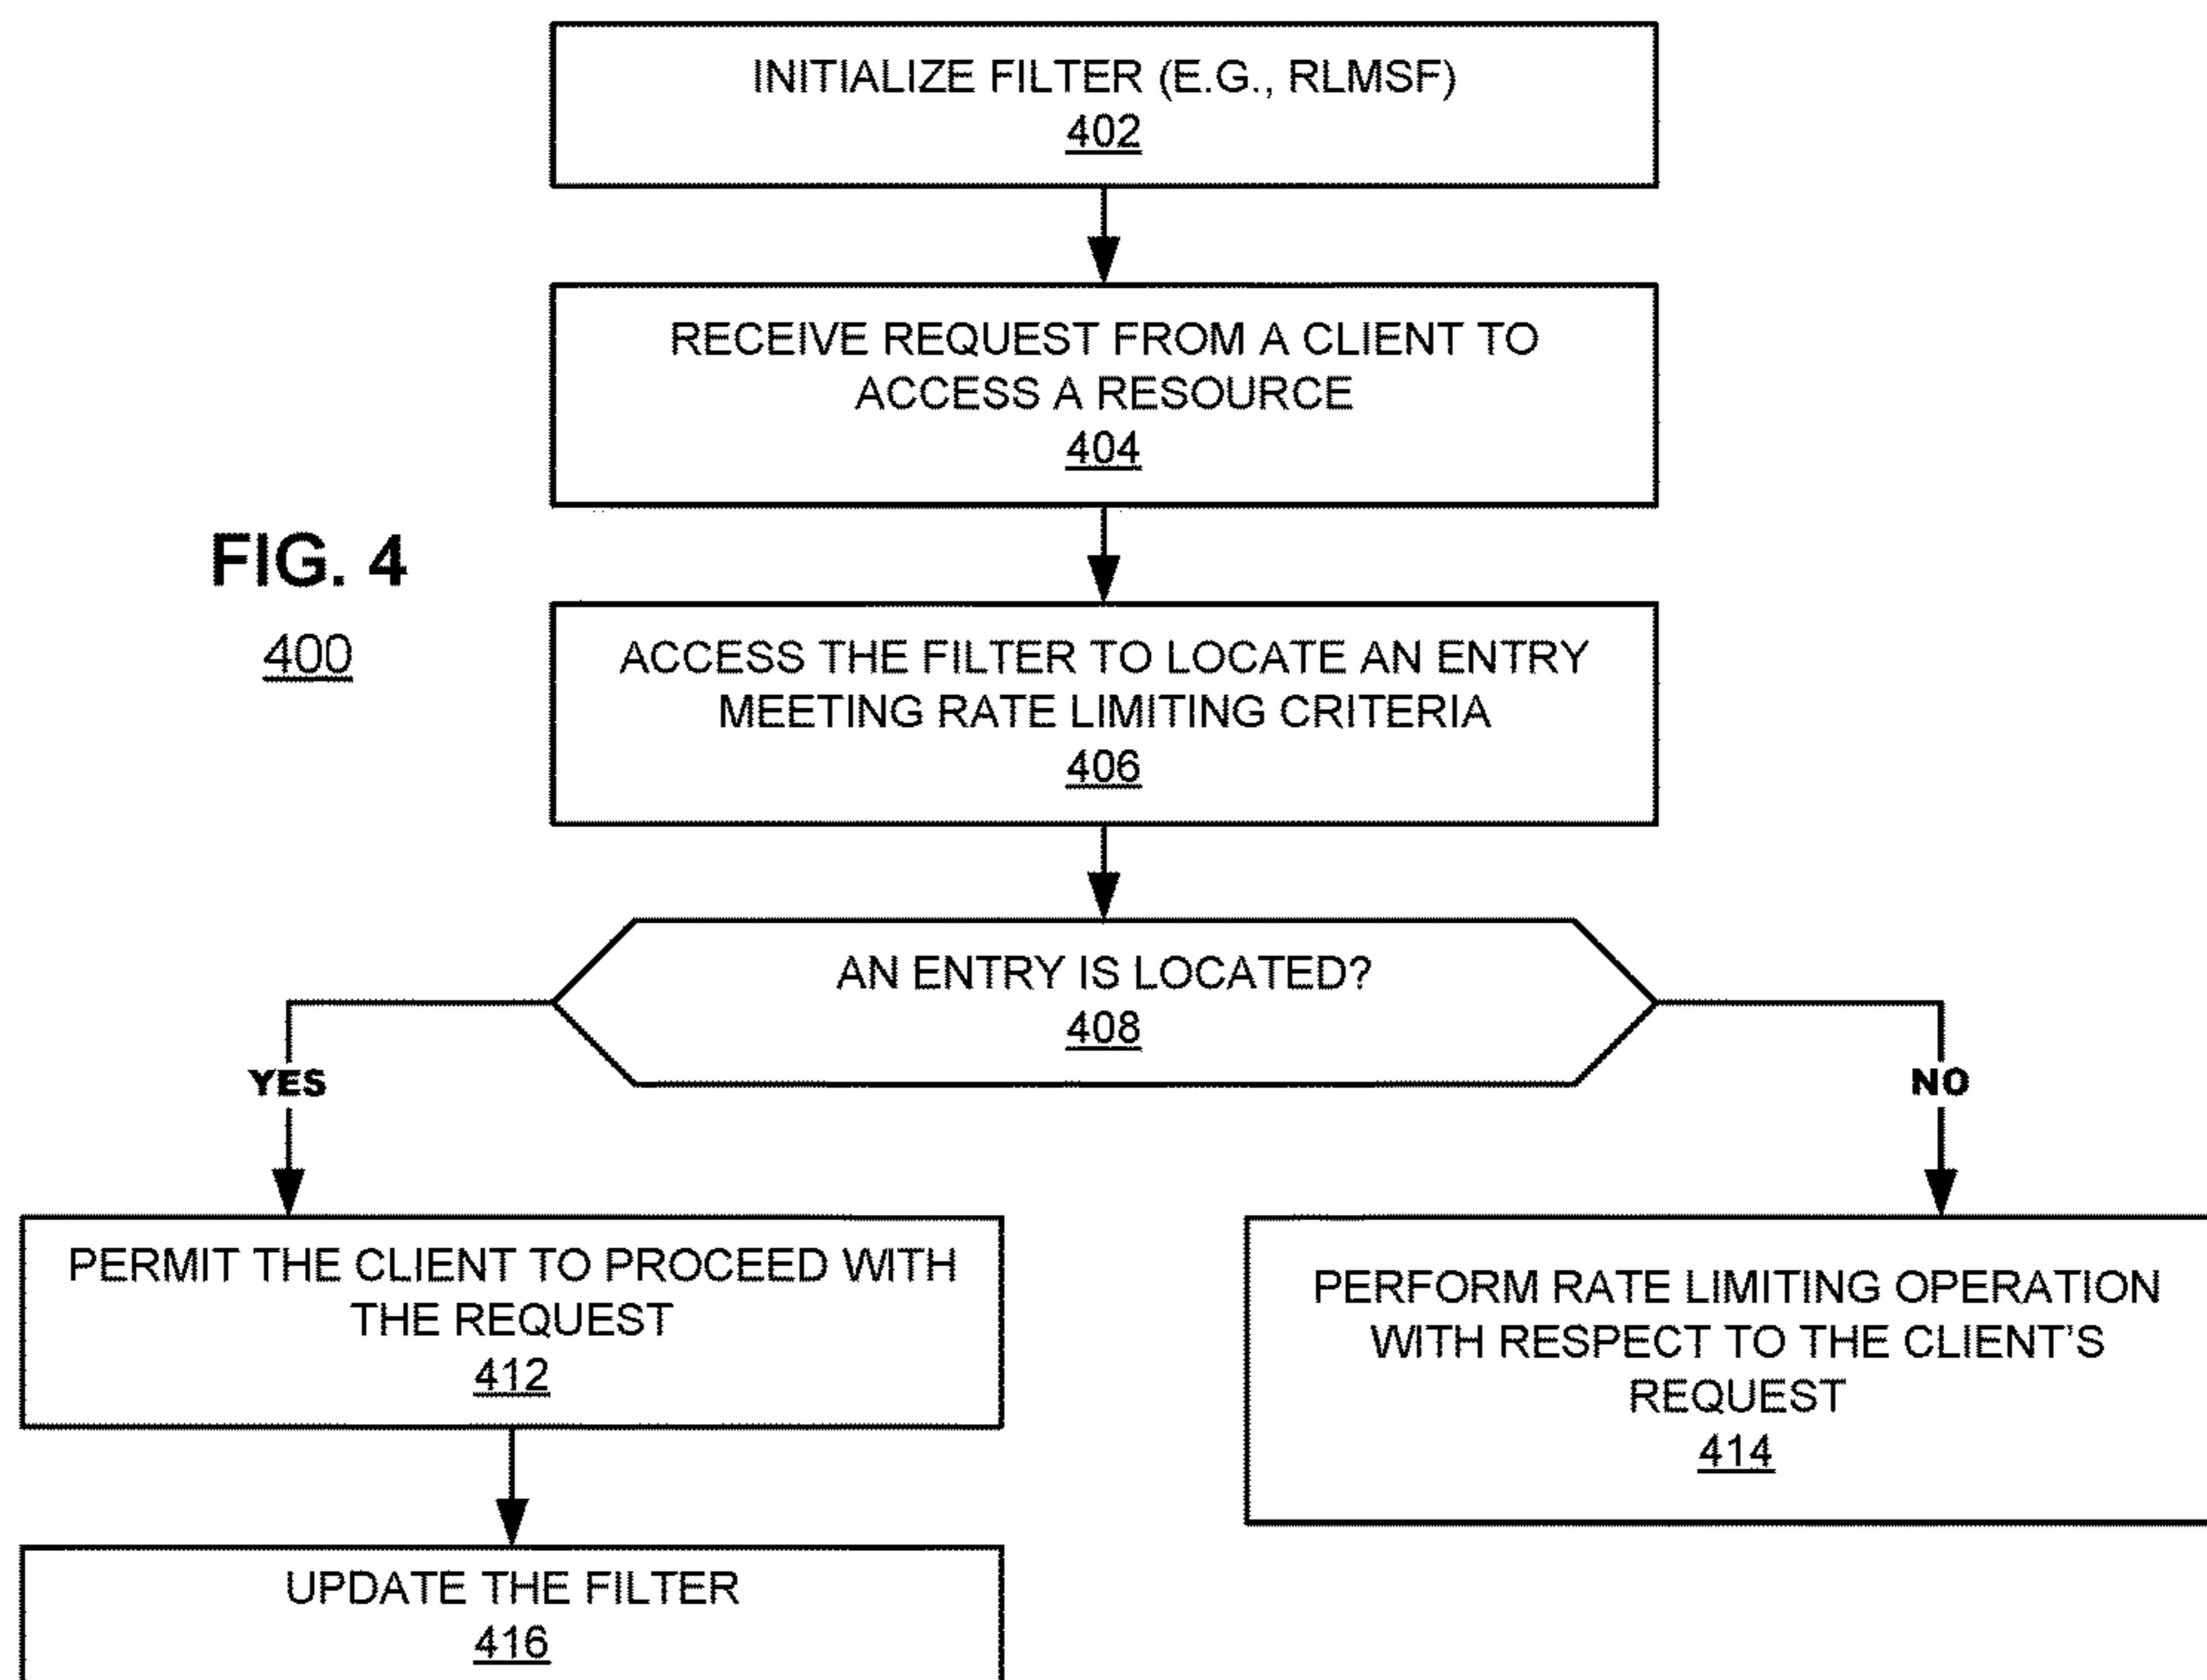 INITIALIZE FILTER (E.G., RLMSF)
402
RECEIVE REQUEST FROM A CLIENT TO
ACCESS A RESOURCE
404
FIG. 4
400
ACCESS THE FILTER TO LOCATE AN ENTRY
MEETING RATE LIMITING CRITERIA
406
AN ENTRY IS LOCATED?
408
YES
NO
PERMIT THE CLIENT TO PROCEED WITH
THE REQUEST
412
PERFORM RATE LIMITING OPERATION
WITH RESPECT TO THE CLIENT'S
REQUEST
414
UPDATE THE FILTER
416